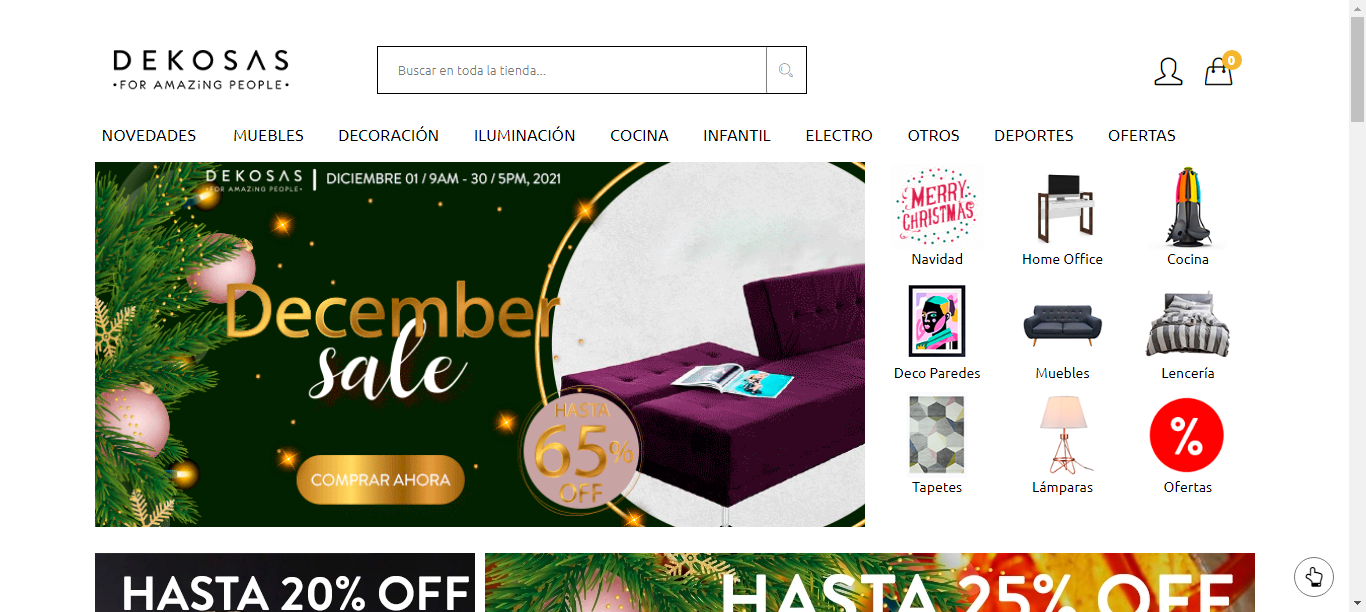 DEKOSAS
•FOR AMAZiNG PEOPLE•
Buscar en toda la tienda...
0
NOVEDADES MUEBLES DECORACIÓN ILUMINACIÓN COCINA INFANTIL ELECTRO OTROS DEPORTES OFERTAS
DEKOSAS
•FOR AMAZiNG PEOPLE•
DICIEMBRE 01 / 9AM - 30 / 5PM, 2021
December
sale
HASTA
65%
OFF
COMPRAR AHORA
MERRY
CHRISTMAS
Navidad Home Office Cocina
Deco Paredes Muebles Lencería
%
Tapetes Lámparas Ofertas
HASTA 20% OFF
HASTA 25% OFF